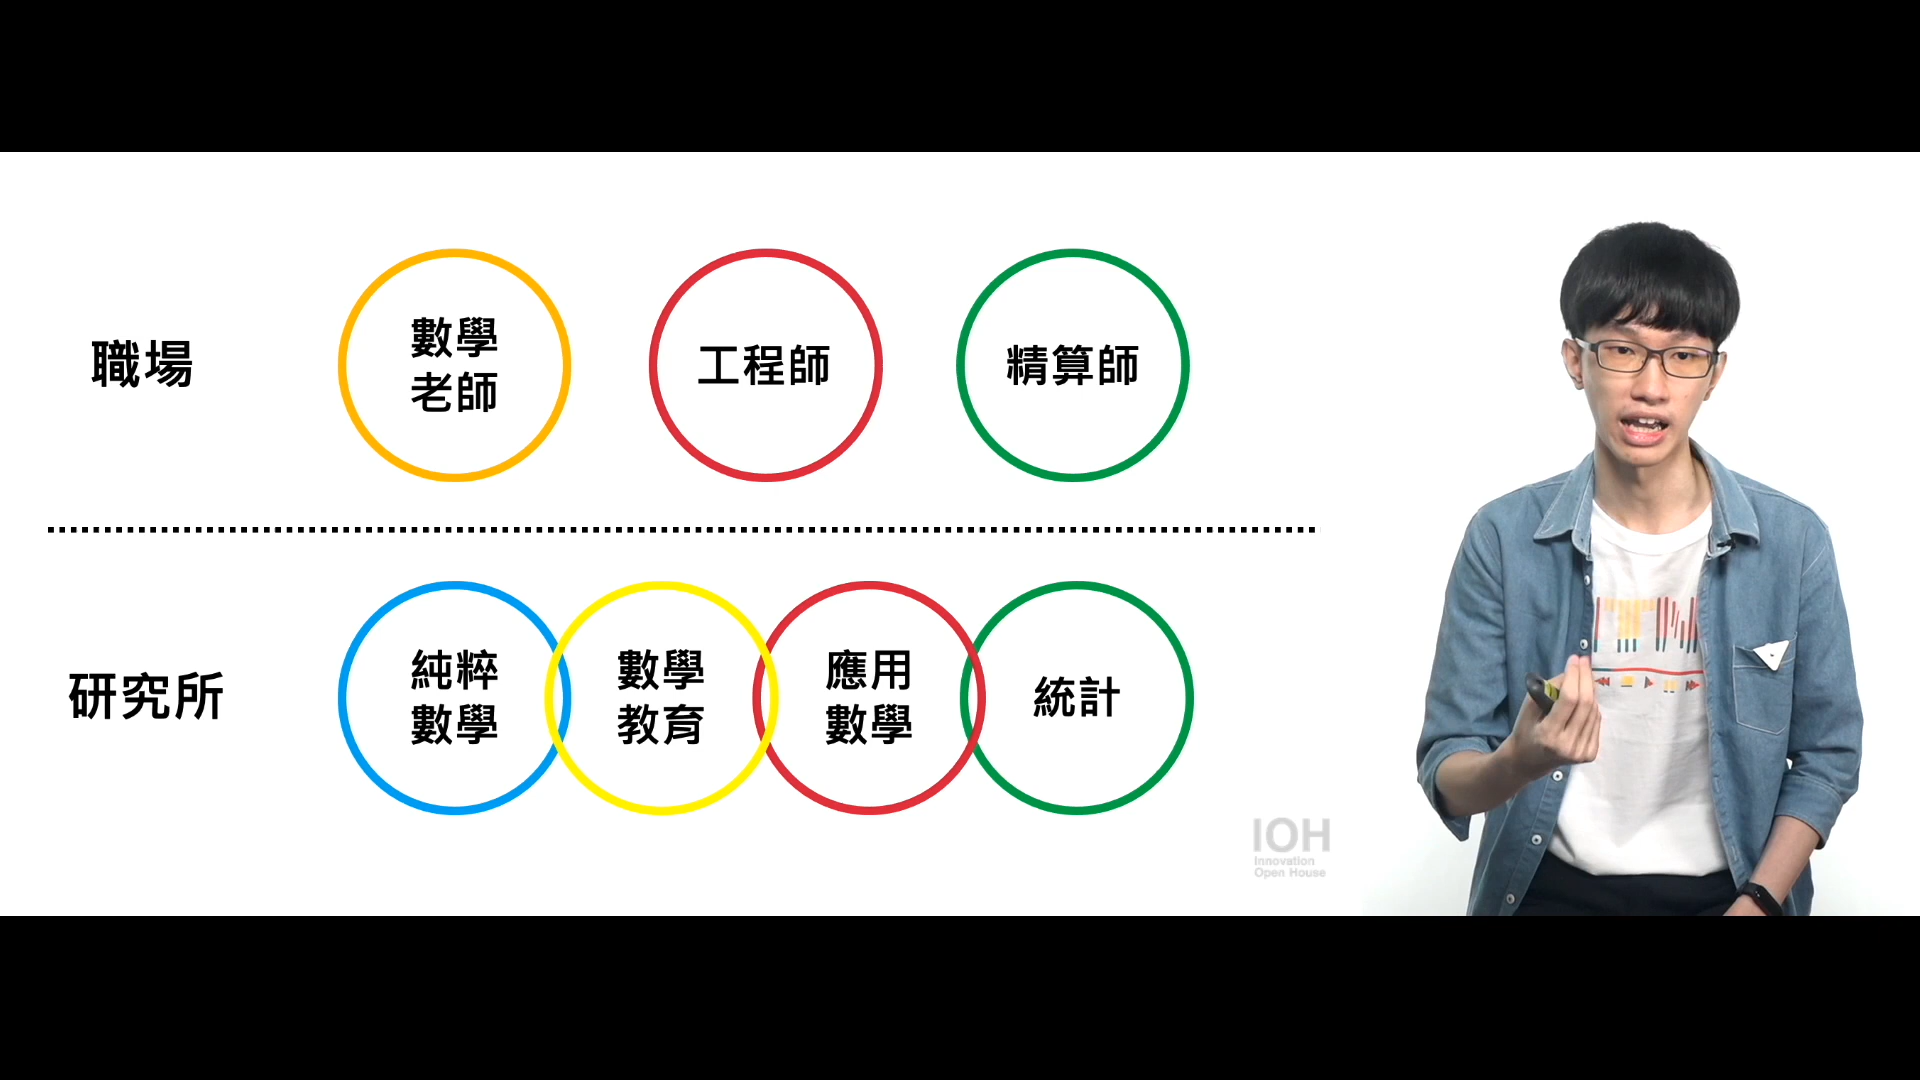 職場
數學
老師
工程師
精算師
研究所
純粹
數學
數學
教育
應用
數學
統計
IOH
Innovation
Open House